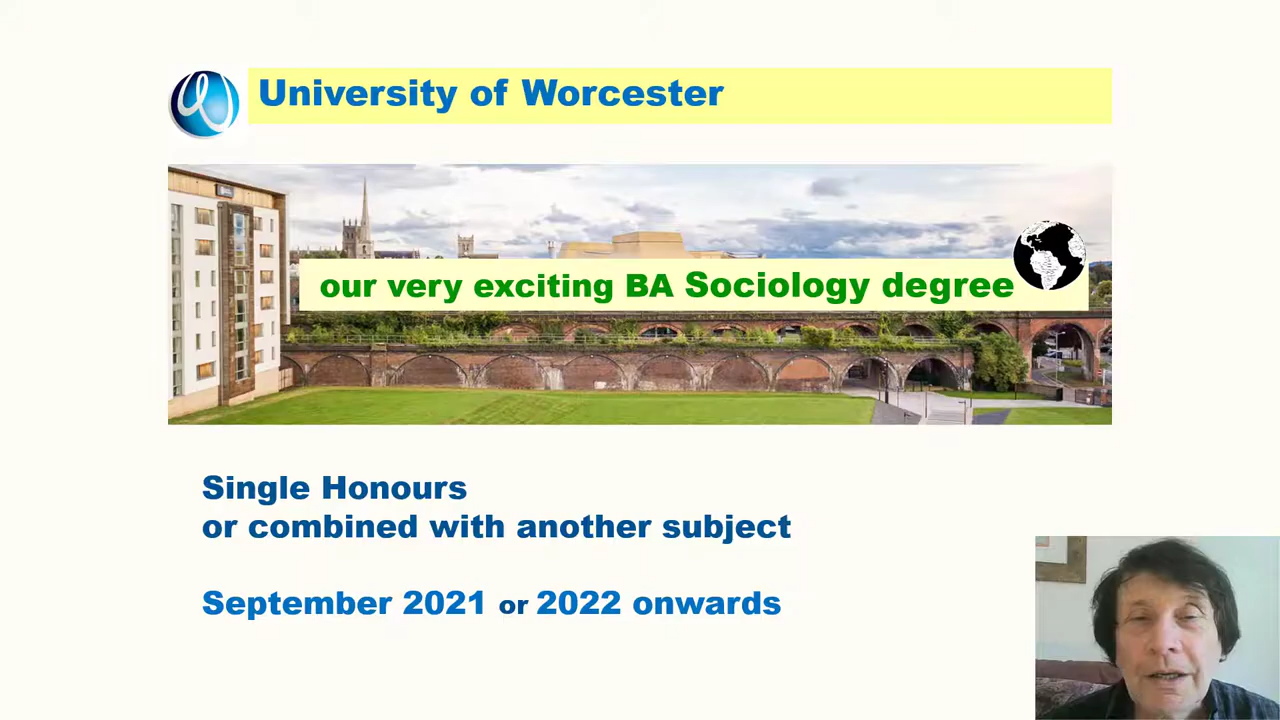 University of Worcester
our very exciting BA Sociology degree
Single Honours
or combined with another subject
September 2021 or 2022 onwards